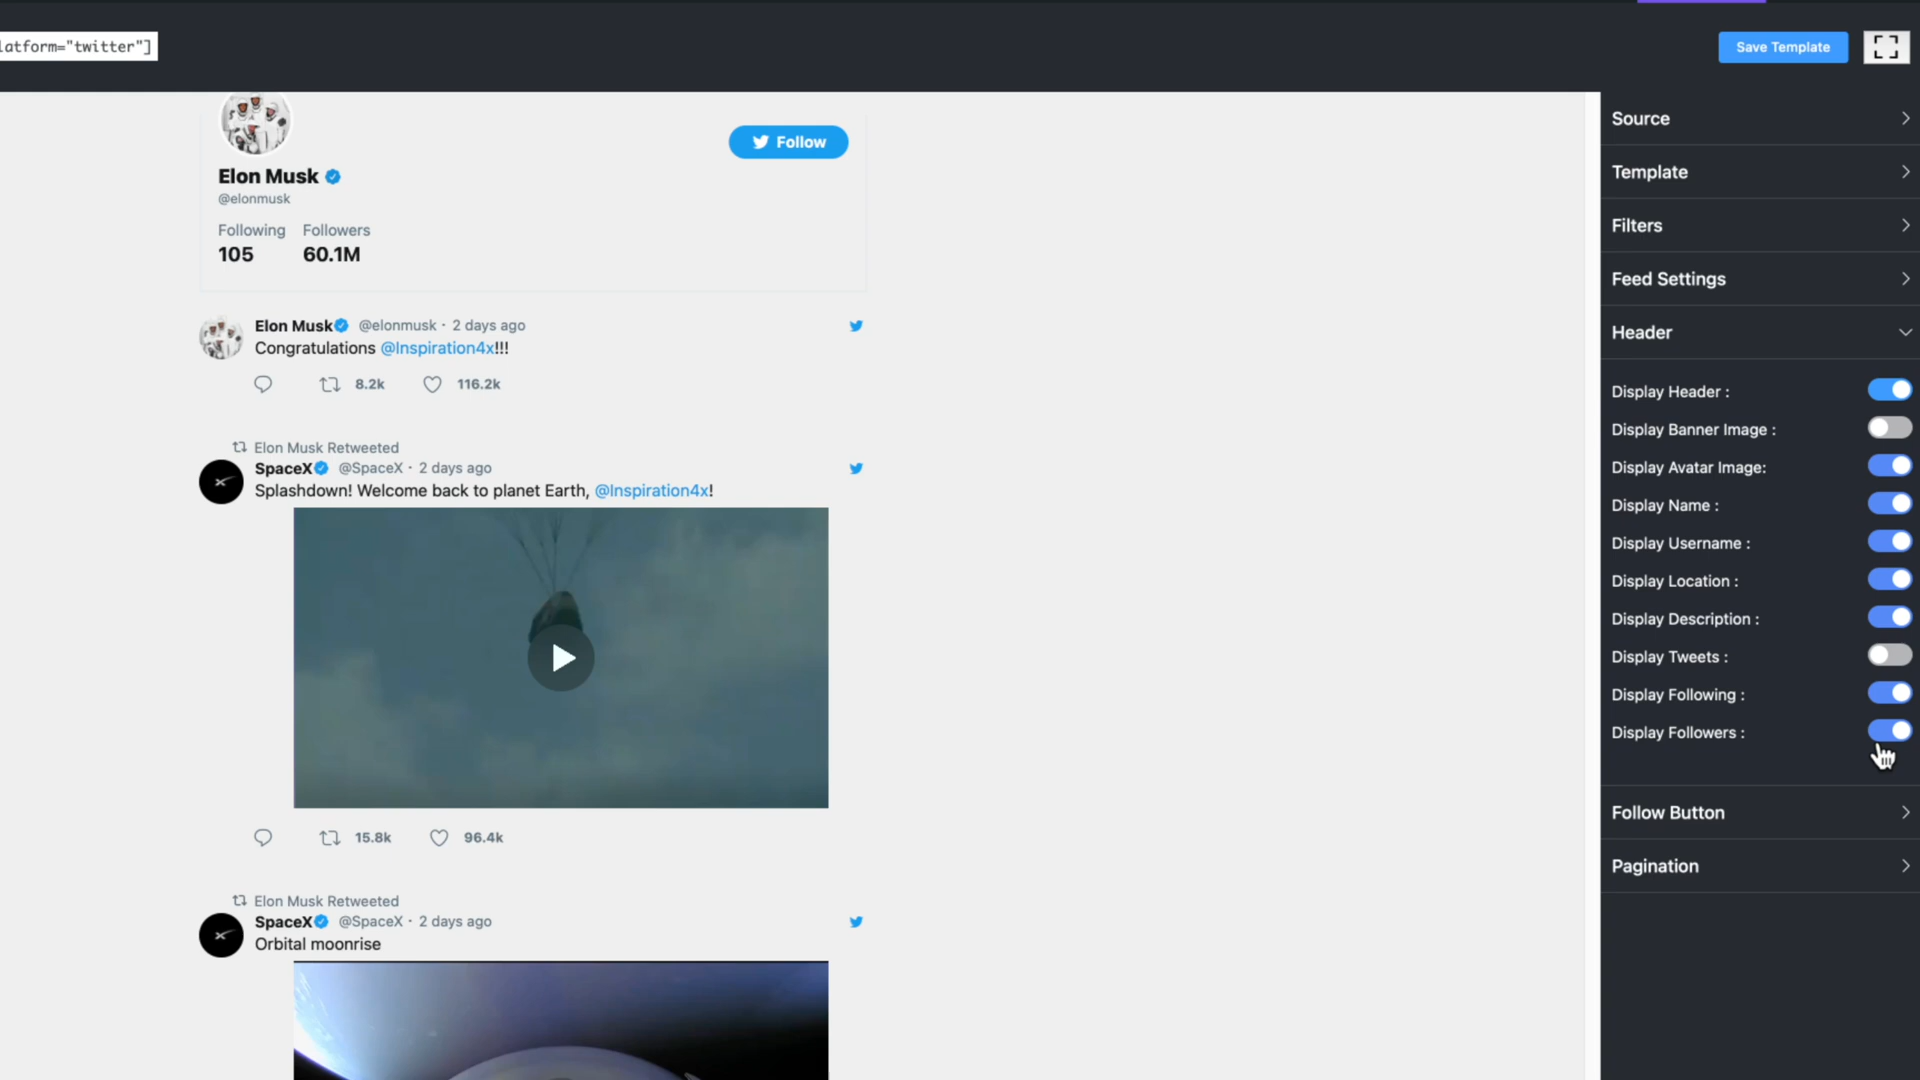 latform="twitter"]
Save Template
Follow
Elon Musk
@elonmusk
Following Followers
105 60.1M
Elon Musk @elonmusk · 2 days ago
Congratulations @Inspiration4x!!!
8.2k 116.2k
Elon Musk Retweeted
SpaceX @SpaceX · 2 days ago
Splashdown! Welcome back to planet Earth, @Inspiration4x!
15.8k 96.4k
Elon Musk Retweeted
SpaceX @SpaceX · 2 days ago
Orbital moonrise
Source
Template
Filters
Feed Settings
Header
Display Header :
Display Banner Image :
Display Avatar Image:
Display Name :
Display Username :
Display Location :
Display Description :
Display Tweets :
Display Following :
Display Followers :
Follow Button
Pagination